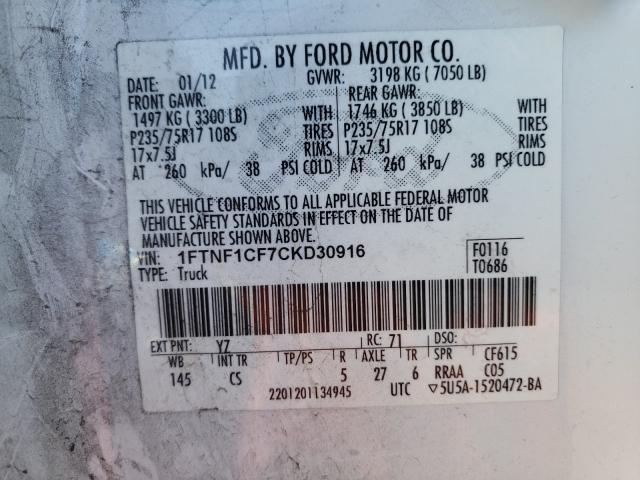 MFD. BY FORD MOTOR CO.
DATE: 01/12 GVWR: 3198 KG ( 7050 LB)
FRONT GAWR: REAR GAWR:
1497 KG ( 3300 LB) WITH 1746 KG ( 3850 LB) WITH
P235/75R17 108S TIRES P235/75R17 108S TIRES
17x7.5J RIMS 17x7.5J RIMS
AT 260 kPa/ 38 PSI COLD AT 260 kPa/ 38 PSI COLD
THIS VEHICLE CONFORMS TO ALL APPLICABLE FEDERAL MOTOR
VEHICLE SAFETY STANDARDS IN EFFECT ON THE DATE OF
MANUFACTURE SHOWN ABOVE.
VIN: 1FTNF1CF7CKD30916 F0116
TYPE: Truck T0686
EXT PNT: YZ RC: 71 DSO:
WB INT TR TP/PS R AXLE TR SPR CF615
145 CS 5 27 6 RRAA C05
2201201134945 UTC ▽5U5A-1520472-BA